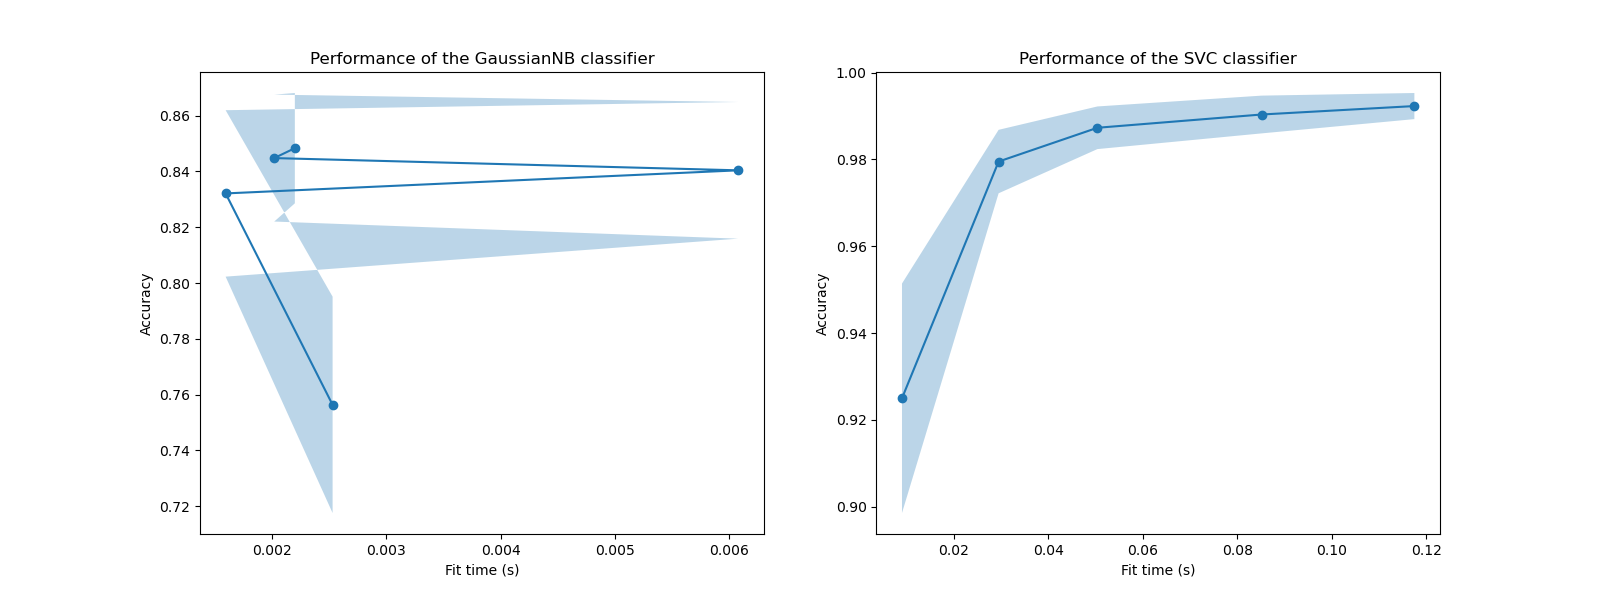 Performance of the GaussianNB classifier
0.86
0.84
0.82
0.80
0.78
0.76
0.74
0.72
Accuracy
0.002 0.003 0.004 0.005 0.006
Fit time (s)
Performance of the SVC classifier
1.00
0.98
0.96
0.94
0.92
0.90
Accuracy
0.02 0.04 0.06 0.08 0.10 0.12
Fit time (s)